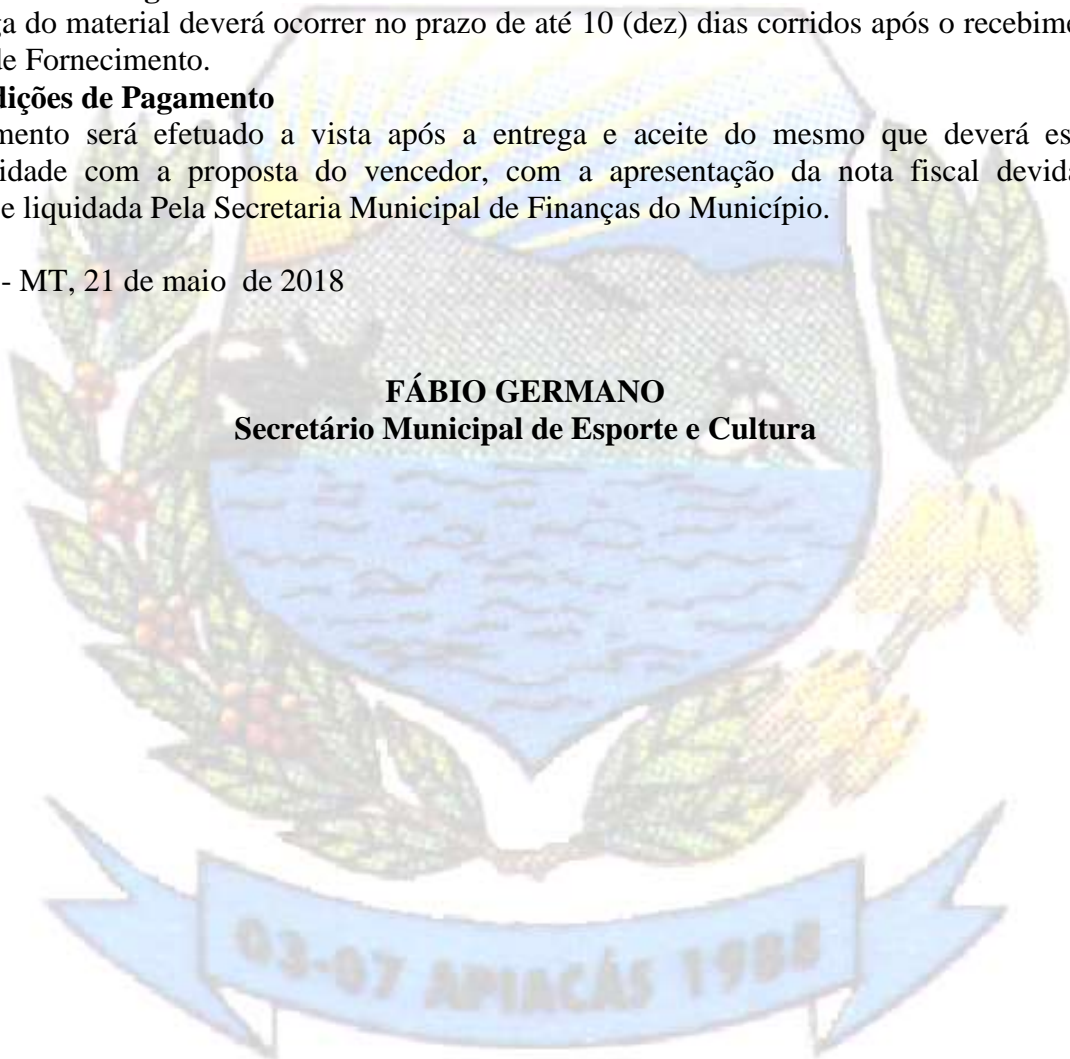 ga do material deverá ocorrer no prazo de até 10 (dez) dias corridos após o recebime
de Fornecimento.
dições de Pagamento
mento será efetuado a vista após a entrega e aceite do mesmo que deverá es
idade com a proposta do vencedor, com a apresentação da nota fiscal devida
e liquidada Pela Secretaria Municipal de Finanças do Município.
- MT, 21 de maio de 2018
FÁBIO GERMANO
Secretário Municipal de Esporte e Cultura
03-07 APIACÁS 1988